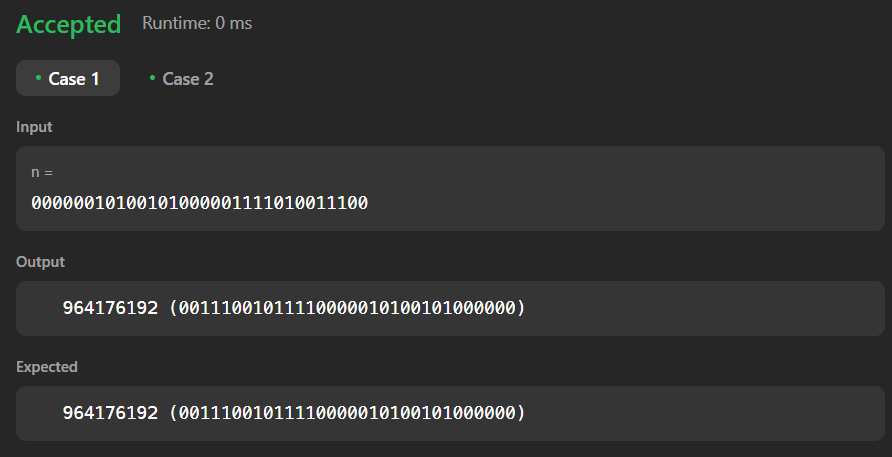 Accepted Runtime: 0 ms
Case 1 Case 2
Input
n =
00000010100101000001111010011100
Output
964176192 (00111001011110000010100101000000)
Expected
964176192 (00111001011110000010100101000000)